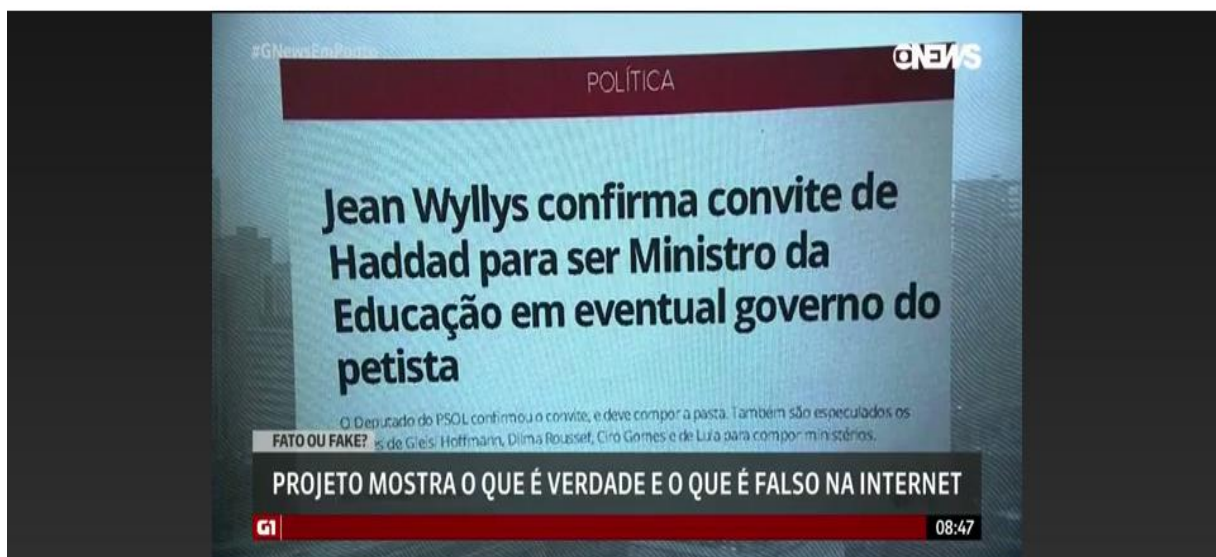 #GNewsEmPonto
GNEWS
POLÍTICA
Jean Wyllys confirma convite de
Haddad para ser Ministro da
Educação em eventual governo do
petista
O Deputado do PSOL confirmou o convite, e deve compor a pasta. Também são especulados os
s de Gleisi Hoffmann, Dilma Roussef, Ciro Gomes e de Lula para compor ministérios.
FATO OU FAKE?
PROJETO MOSTRA O QUE É VERDADE E O QUE É FALSO NA INTERNET
G1
08:47